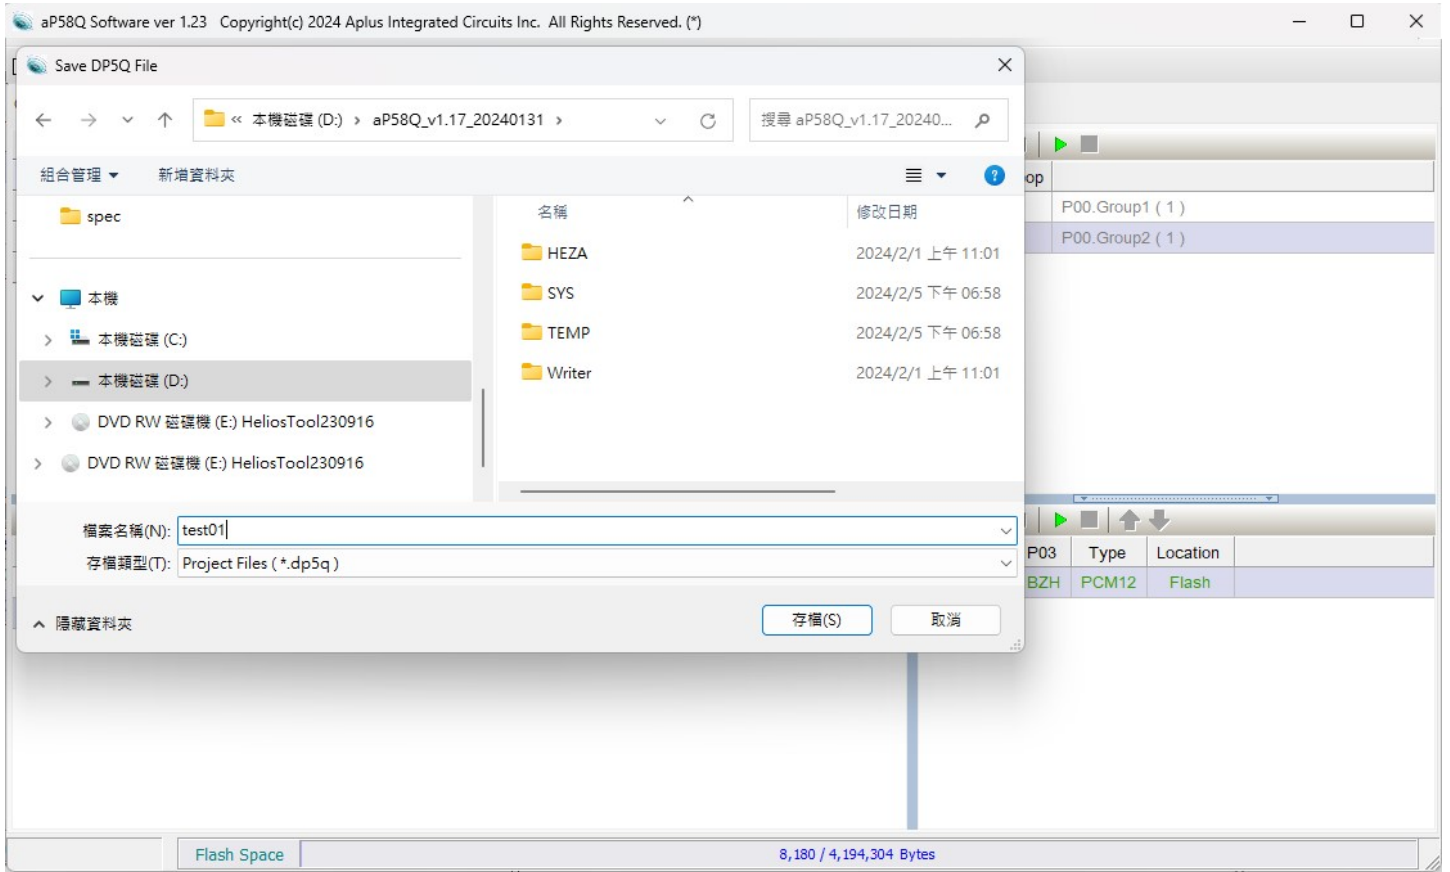 aP58Q Software ver 1.23 Copyright(c) 2024 Aplus Integrated Circuits Inc. All Rights Reserved. (*)
Save DP5Q File
« 本機磁碟 (D:) › aP58Q_v1.17_20240131 ›
搜尋 aP58Q_v1.17_20240...
組合管理 ▾ 新增資料夾
spec
名稱 修改日期
HEZA 2024/2/1 上午 11:01
SYS 2024/2/5 下午 06:58
TEMP 2024/2/5 下午 06:58
Writer 2024/2/1 上午 11:01
本機
本機磁碟 (C:)
本機磁碟 (D:)
DVD RW 磁碟機 (E:) HeliosTool230916
DVD RW 磁碟機 (E:) HeliosTool230916
檔案名稱(N): test01
存檔類型(T): Project Files ( *.dp5q )
隱藏資料夾
存檔(S) 取消
op
P00.Group1 ( 1 )
P00.Group2 ( 1 )
P03 Type Location
BZH PCM12 Flash
Flash Space 8,180 / 4,194,304 Bytes